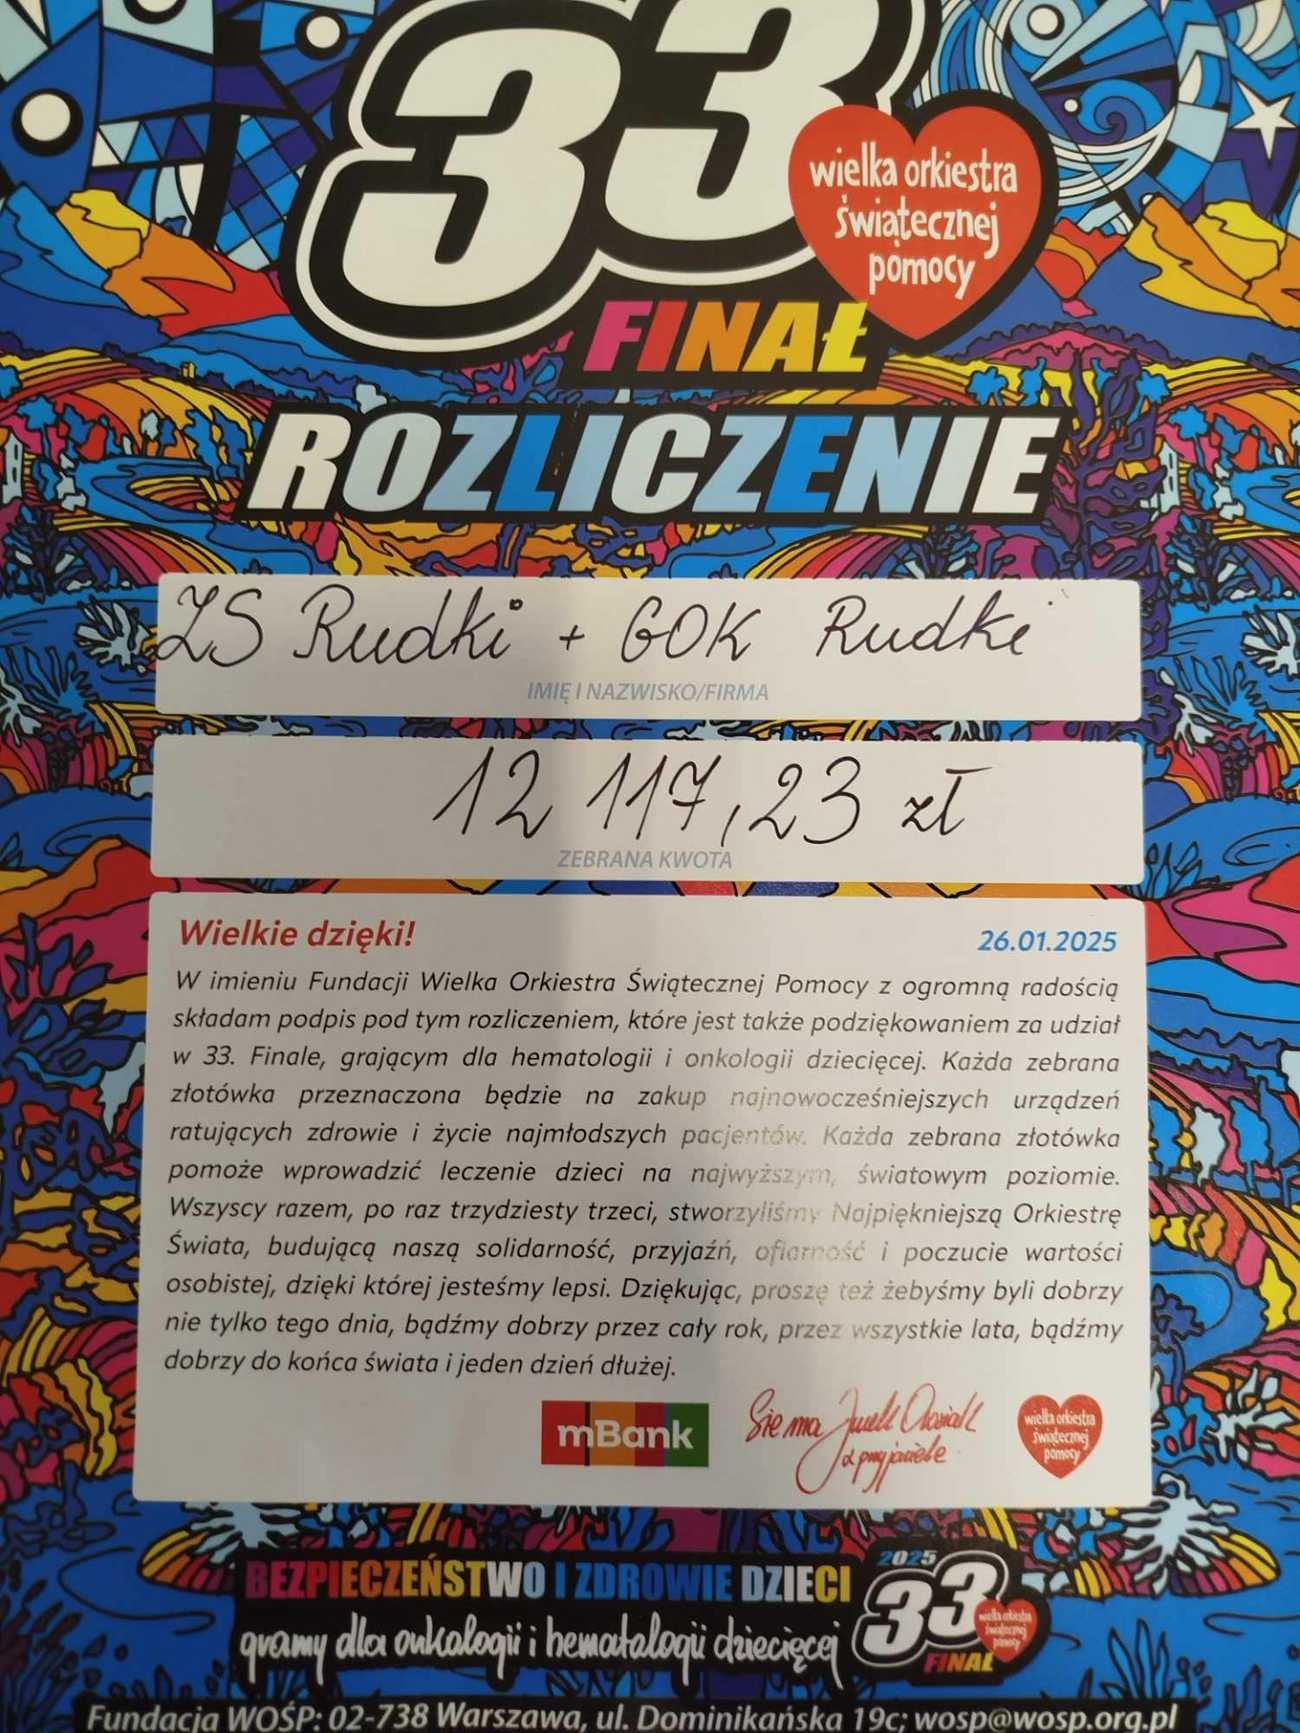 33
wielka orkiestra
świątecznej
pomocy
FINAŁ
ROZLICZENIE
ZS Rudki + GOK Rudki
IMIĘ I NAZWISKO/FIRMA
12 117,23 zł
ZEBRANA KWOTA
Wielkie dzięki!
26.01.2025
W imieniu Fundacji Wielka Orkiestra Świątecznej Pomocy z ogromną radością
składam podpis pod tym rozliczeniem, które jest także podziękowaniem za udział
w 33. Finale, grającym dla hematologii i onkologii dziecięcej. Każda zebrana
złotówka przeznaczona będzie na zakup najnowocześniejszych urządzeń
ratujących zdrowie i życie najmłodszych pacjentów. Każda zebrana złotówka
pomoże wprowadzić leczenie dzieci na najwyższym, światowym poziomie.
Wszyscy razem, po raz trzydziesty trzeci, stworzyliśmy Najpiękniejszą Orkiestrę
Świata, budującą naszą solidarność, przyjaźń, ofiarność i poczucie wartości
osobistej, dzięki której jesteśmy lepsi. Dziękując, proszę też żebyśmy byli dobrzy
nie tylko tego dnia, bądźmy dobrzy przez cały rok, przez wszystkie lata, bądźmy
dobrzy do końca świata i jeden dzień dłużej.
mBank
Sie ma Jurek Owsiak
z przyjaciele
wielka orkiestra
świątecznej
pomocy
BEZPIECZEŃSTWO I ZDROWIE DZIECI
gramy dla onkologii i hematologii dziecięcej
2025
33
wielka orkiestra
świątecznej
pomocy
FINAŁ
Fundacja WOŚP: 02-738 Warszawa, ul. Dominikańska 19c; wosp@wosp.org.pl